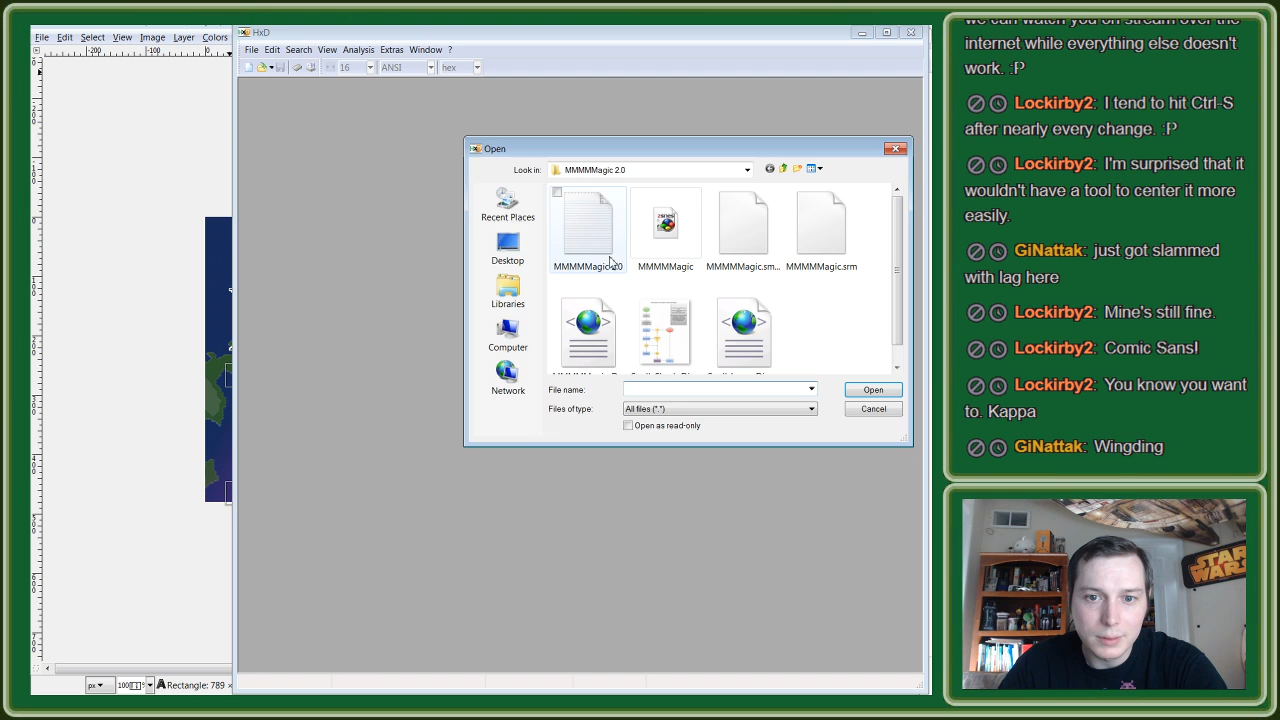 File Edit Select View Image Layer Colors
-200 -100 0
HxD
File Edit Search View Analysis Extras Window ?
16 ANSI hex
Open
Look in: MMMMMagic 2.0
Recent Places
Desktop
Libraries
Computer
Network
MMMMMagic 2.0 MMMMMagic MMMMMagic.sm... MMMMMagic.srm
File name: Open
Files of type: All files (*.*) Cancel
Open as read-only
px 100 Rectangle: 789 ×
we can watch you on stream over the
internet while everything else doesn't
work. :P
Lockirby2: I tend to hit Ctrl-S
after nearly every change. :P
Lockirby2: I'm surprised that it
wouldn't have a tool to center it more
easily.
GiNattak: just got slammed
with lag here
Lockirby2: Mine's still fine.
Lockirby2: Comic Sans!
Lockirby2: You know you want
to. Kappa
GiNattak: Wingding
STAR
WARS